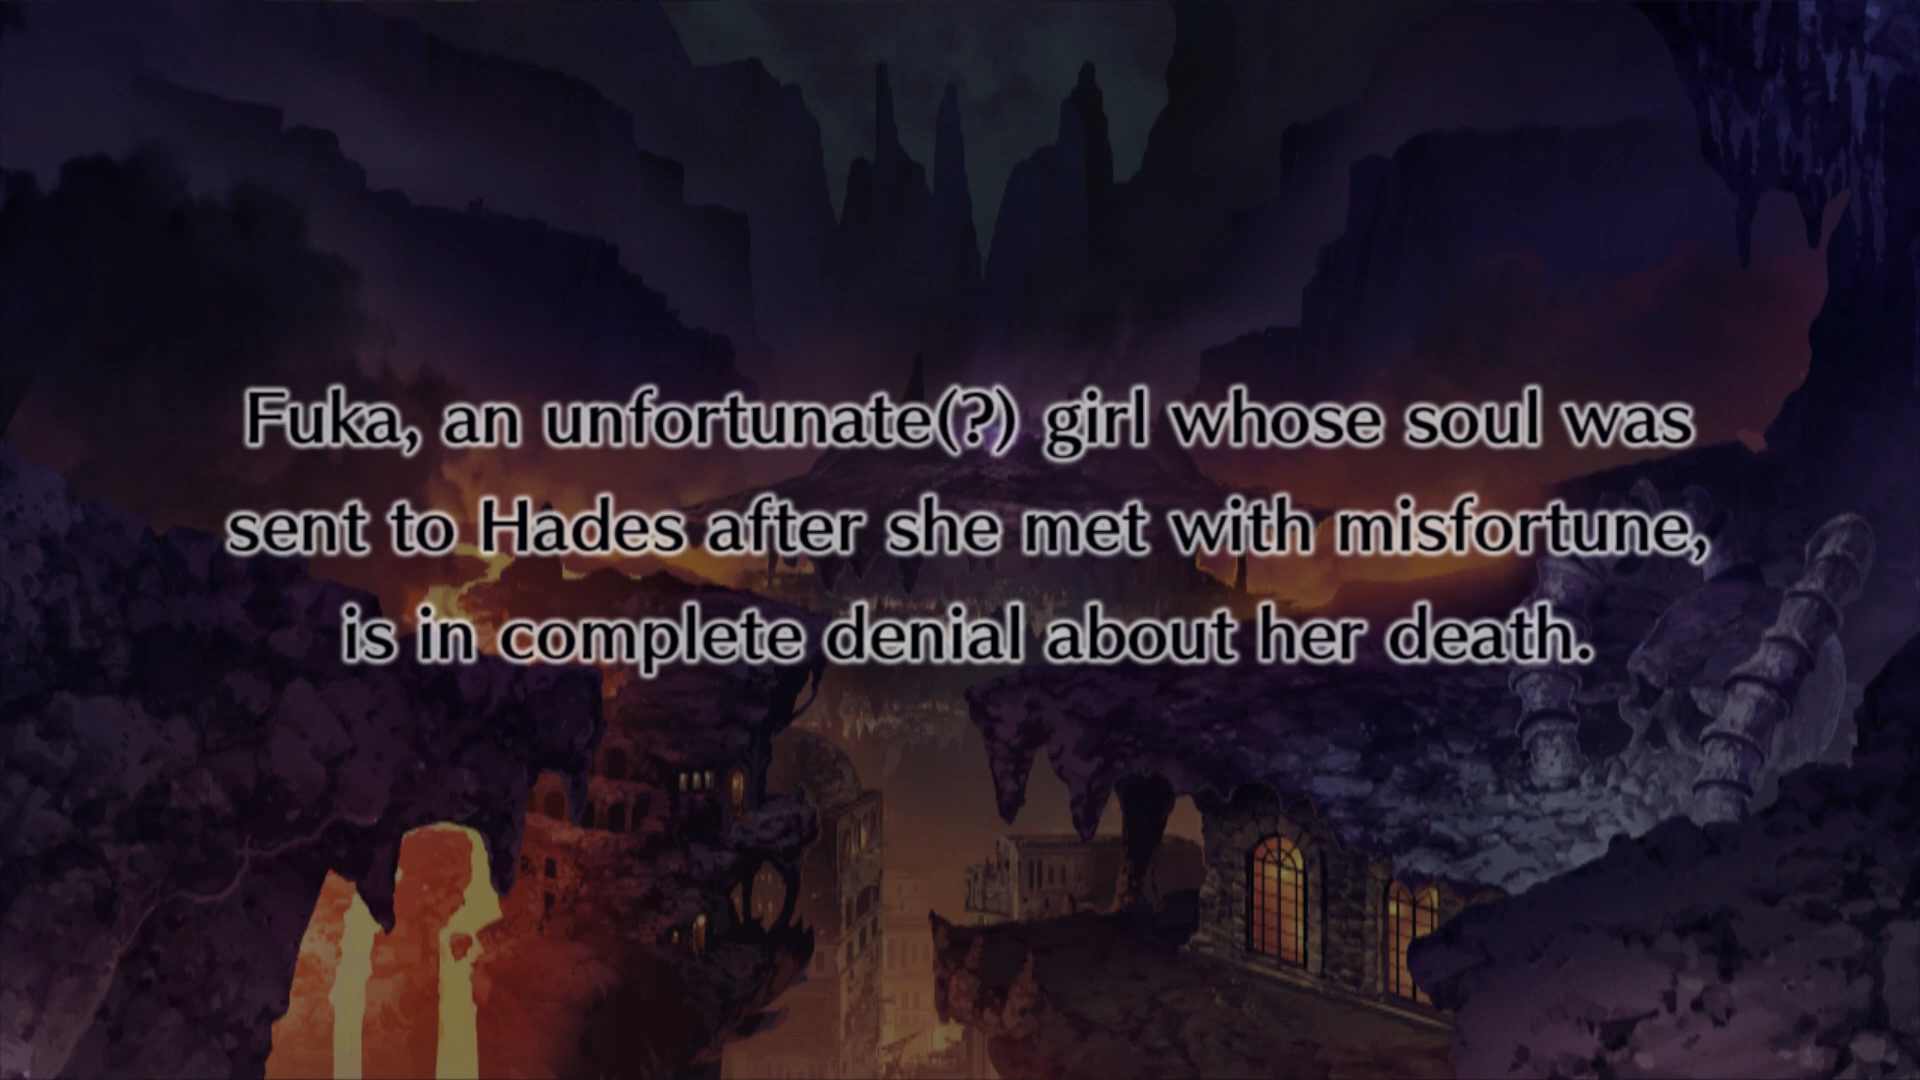 Fuka, an unfortunate(?) girl whose soul was
sent to Hades after she met with misfortune,
is in complete denial about her death.